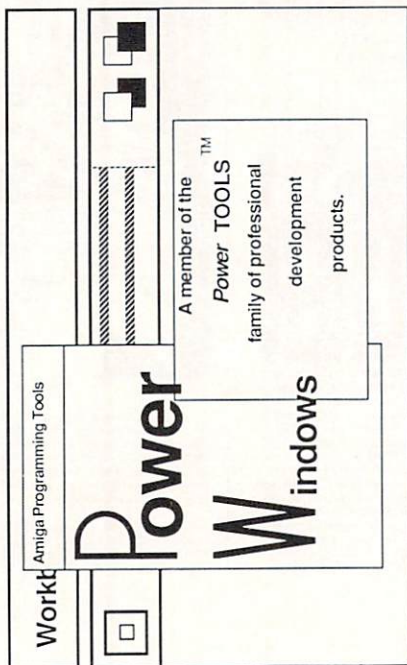 Workb
Amiga Programming Tools
Power
Windows
A member of the
Power TOOLS™
family of professional
development
products.